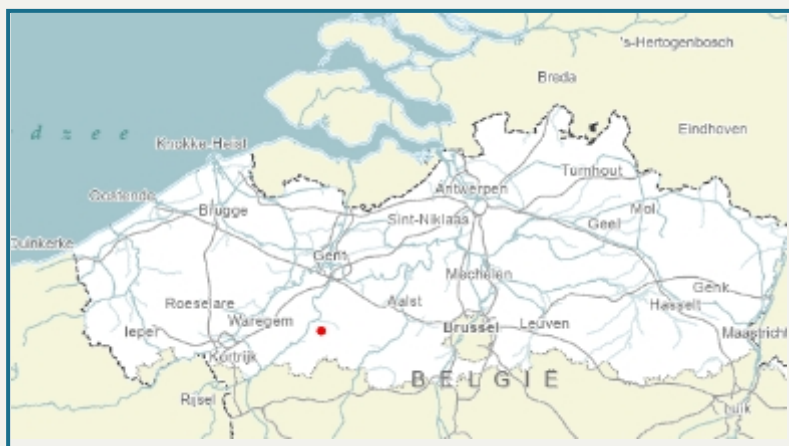 's-Hertogenbosch
Breda
Eindhoven
dzee
Knokke-Heist
Turnhout
Antwerpen
Oostende
Brugge
Sint-Niklaas
Geel
Mol
Duinkerke
Gent
Mechelen
Genk
Roeselare
Aalst
Hasselt
Ieper
Waregem
Brussel
Leuven
Maastricht
Kortrijk
BELGIË
Rijsel
Luik